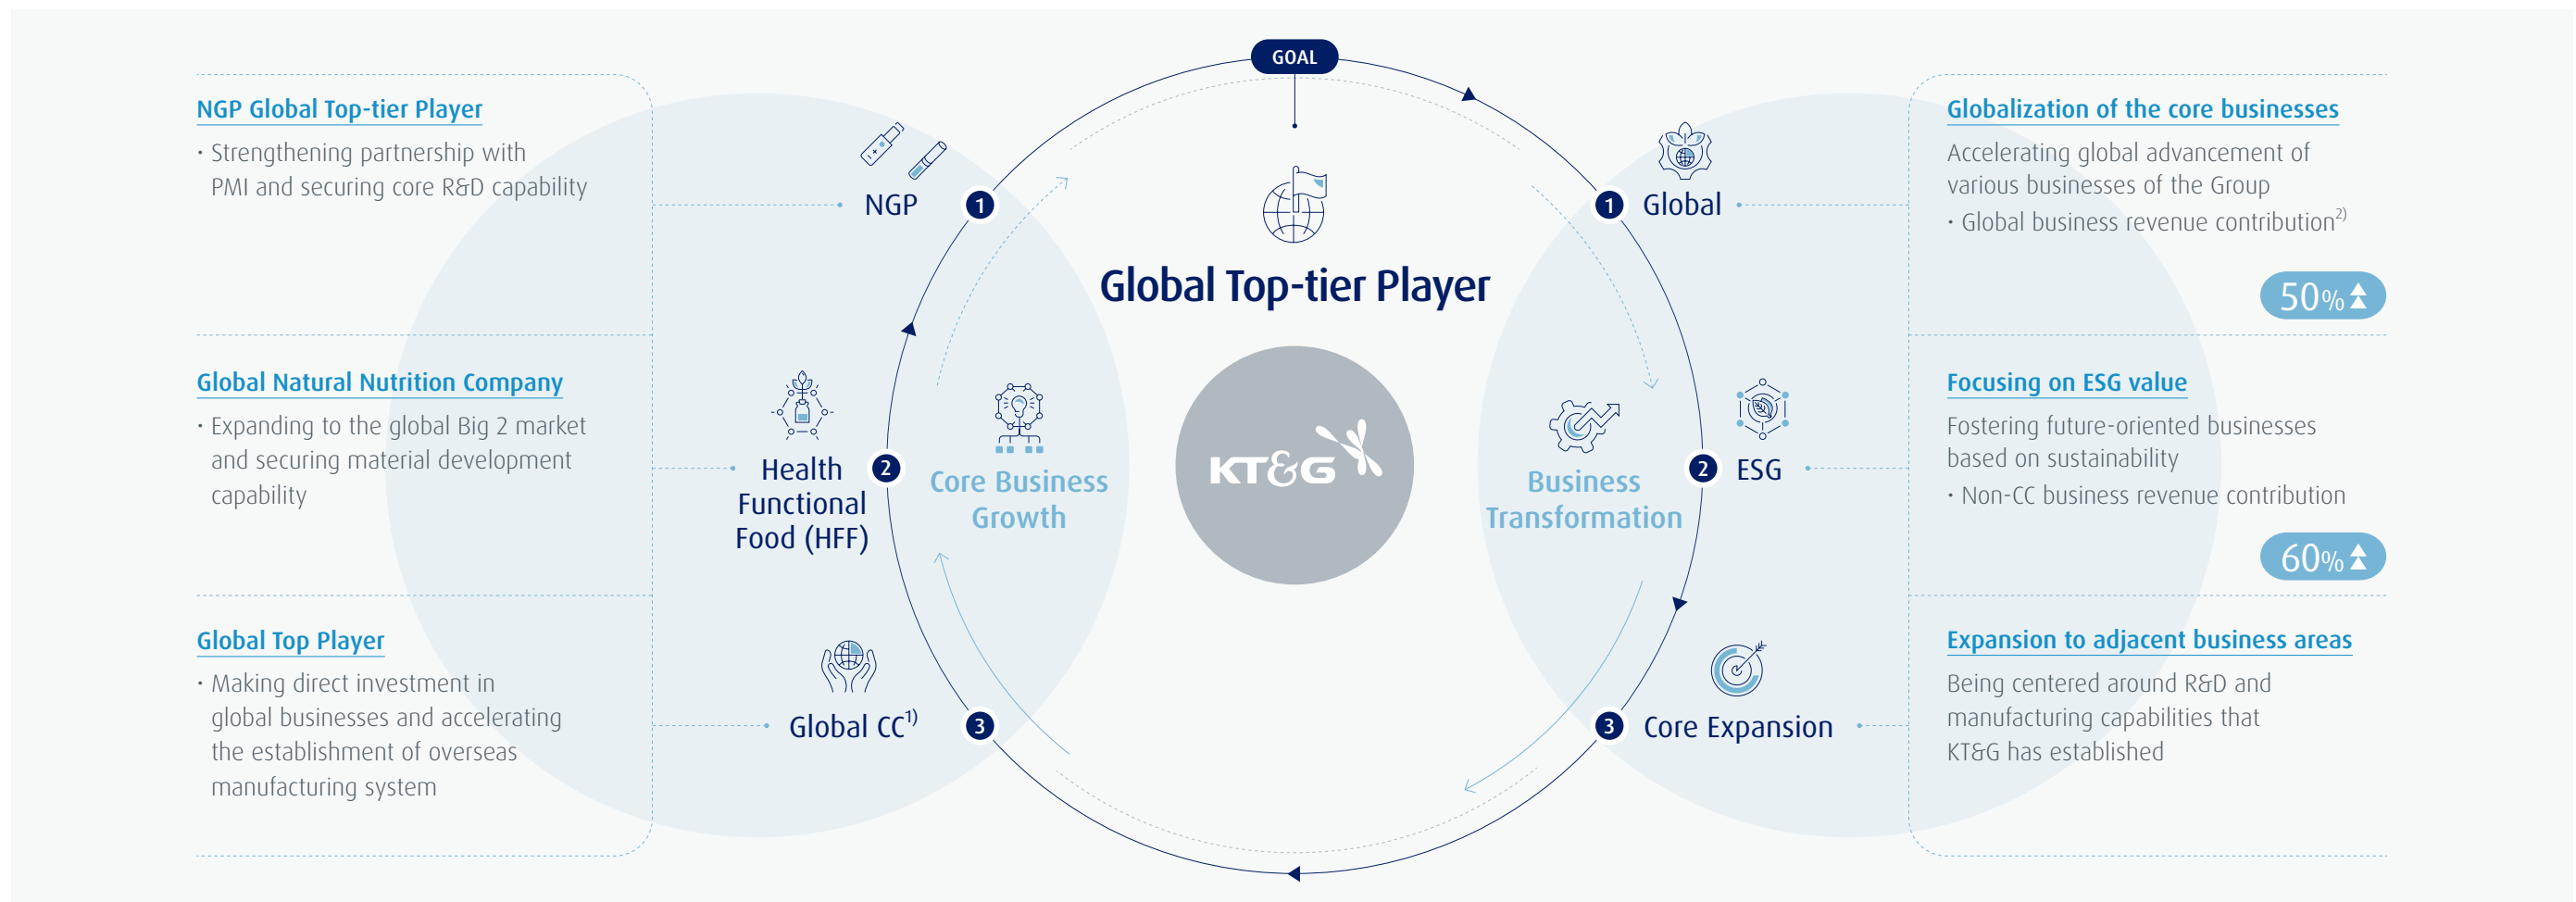 GOAL
Global Top-tier Player
KT&G
NGP Global Top-tier Player
· Strengthening partnership with
PMI and securing core R&D capability
NGP
1
Global Natural Nutrition Company
· Expanding to the global Big 2 market
and securing material development
capability
Health
Functional
Food (HFF)
2
Core Business
Growth
Global Top Player
· Making direct investment in
global businesses and accelerating
the establishment of overseas
manufacturing system
Global CC1)
3
1
Global
Globalization of the core businesses
Accelerating global advancement of
various businesses of the Group
· Global business revenue contribution2)
50%
Business
Transformation
2
ESG
Focusing on ESG value
Fostering future-oriented businesses
based on sustainability
· Non-CC business revenue contribution
60%
3
Core Expansion
Expansion to adjacent business areas
Being centered around R&D and
manufacturing capabilities that
KT&G has established